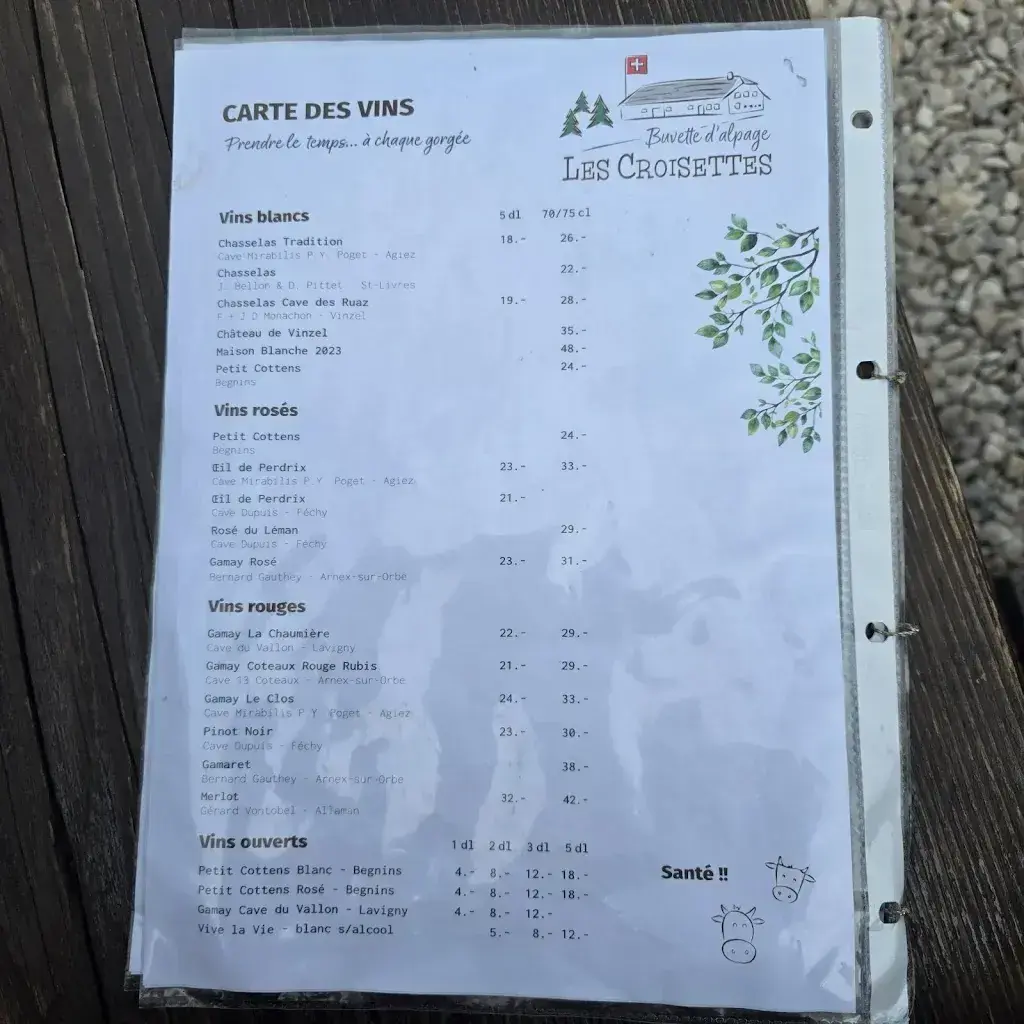 CARTE DES VINS
Prendre le temps... à chaque gorgée
Buvette d'alpage
LES CROISETTES
Vins blancs 5 dl 70/75 cl
Chasselas Tradition 18.- 26.-
Cave Mirabilis P.Y. Poget - Agiez
Chasselas 22.-
J. Bellon & D. Pittet St-Livres
Chasselas Cave des Ruaz 19.- 28.-
F + J D Monachon - Vinzel
Château de Vinzel 35.-
Maison Blanche 2023 48.-
Petit Cottens 24.-
Begnins
Vins rosés
Petit Cottens 24.-
Begnins
Œil de Perdrix 23.- 33.-
Cave Mirabilis P.Y Poget - Agiez
Œil de Perdrix 21.-
Cave Dupuis - Féchy
Rosé du Léman 29.-
Cave Dupuis - Féchy
Gamay Rosé 23.- 31.-
Bernard Gauthey - Arnex-sur-Orbe
Vins rouges
Gamay La Chaumière 22.- 29.-
Cave du Vallon - Lavigny
Gamay Coteaux Rouge Rubis 21.- 29.-
Cave 13 Coteaux - Arnex-sur-Orbe
Gamay Le Clos 24.- 33.-
Cave Mirabilis P.Y Poget - Agiez
Pinot Noir 23.- 30.-
Cave Dupuis - Féchy
Gamaret 38.-
Bernard Gauthey - Arnex-sur-Orbe
Merlot 32.- 42.-
Gérard Vontobel - Allaman
Vins ouverts 1 dl 2 dl 3 dl 5 dl
Petit Cottens Blanc - Begnins 4.- 8.- 12.- 18.-
Petit Cottens Rosé - Begnins 4.- 8.- 12.- 18.-
Gamay Cave du Vallon - Lavigny 4.- 8.- 12.-
Vive la Vie - blanc s/alcool 5.- 8.- 12.-
Santé !!